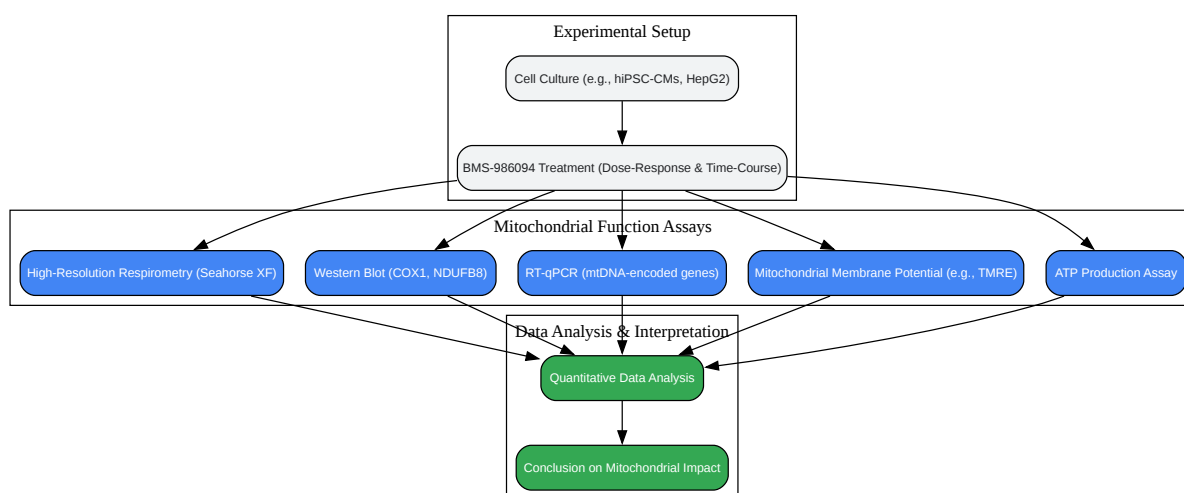 Experimental Setup
Cell Culture (e.g., hiPSC-CMs, HepG2)
BMS-986094 Treatment (Dose-Response & Time-Course)
Mitochondrial Function Assays
High-Resolution Respirometry (Seahorse XF)
Western Blot (COX1, NDUFB8)
RT-qPCR (mtDNA-encoded genes)
Mitochondrial Membrane Potential (e.g., TMRE)
ATP Production Assay
Data Analysis & Interpretation
Quantitative Data Analysis
Conclusion on Mitochondrial Impact